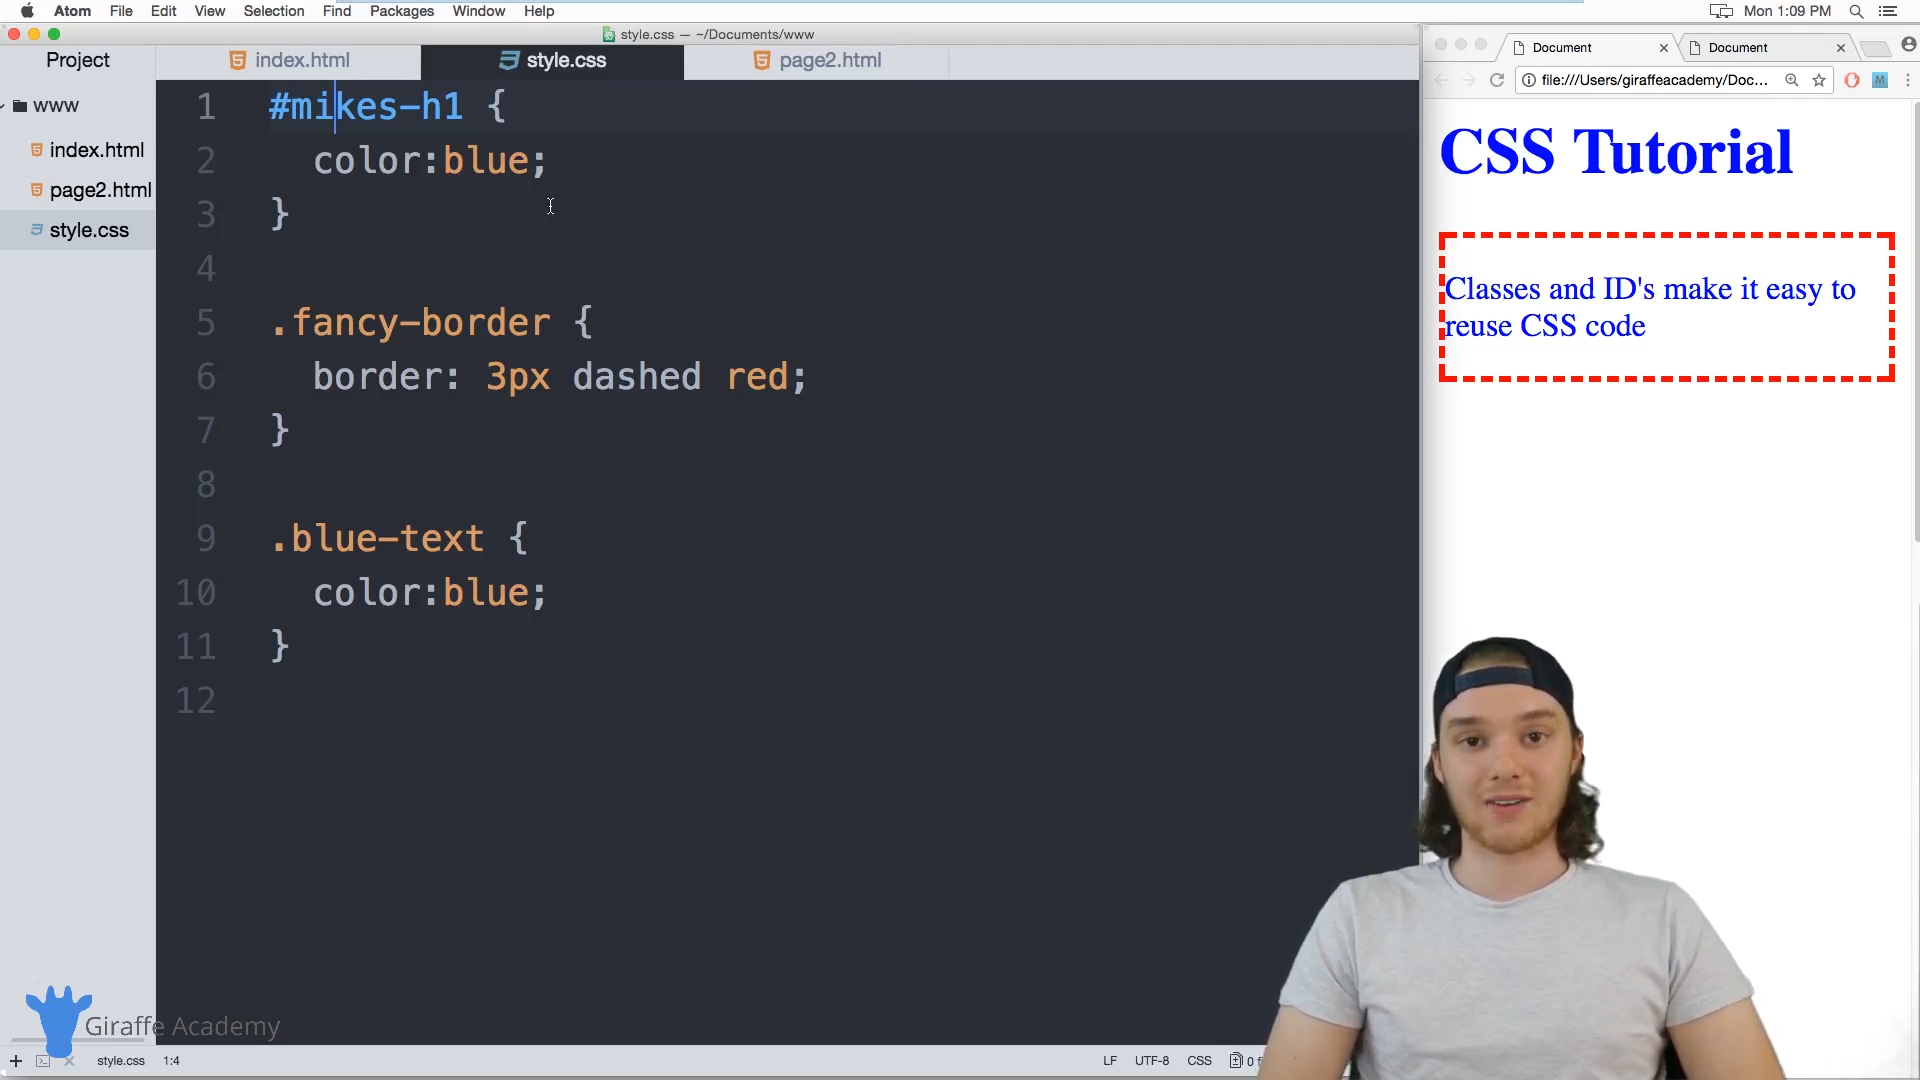 Atom File Edit View Selection Find Packages Window Help
Mon 1:09 PM
style.css — ~/Documents/www
Project
index.html
style.css
page2.html
www
index.html
page2.html
style.css
1 #mikes-h1 {
2 color:blue;
3 }
4
5 .fancy-border {
6 border: 3px dashed red;
7 }
8
9 .blue-text {
10 color:blue;
11 }
12
Document
Document
file:///Users/giraffeacademy/Doc...
M
CSS Tutorial
Classes and ID's make it easy to
reuse CSS code
Giraffe Academy
style.css 1:4
LF UTF-8 CSS 0